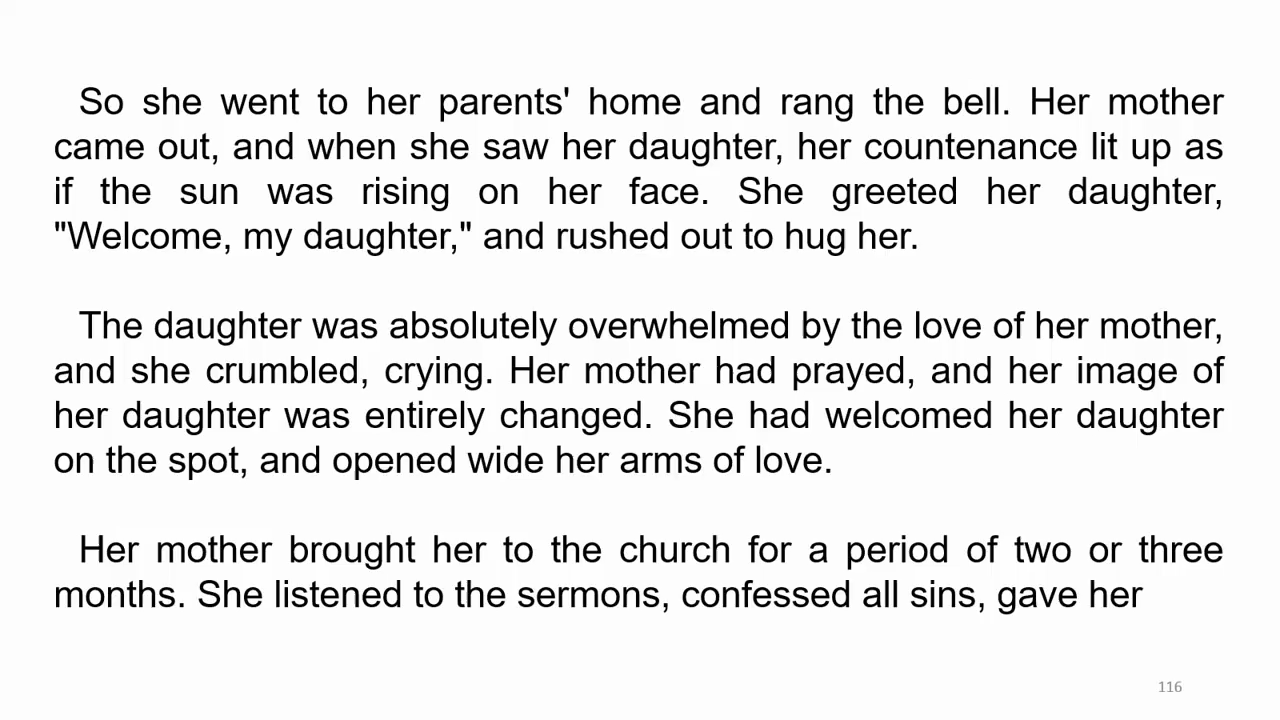 So she went to her parents' home and rang the bell. Her mother
came out, and when she saw her daughter, her countenance lit up as
if the sun was rising on her face. She greeted her daughter,
"Welcome, my daughter," and rushed out to hug her.
The daughter was absolutely overwhelmed by the love of her mother,
and she crumbled, crying. Her mother had prayed, and her image of
her daughter was entirely changed. She had welcomed her daughter
on the spot, and opened wide her arms of love.
Her mother brought her to the church for a period of two or three
months. She listened to the sermons, confessed all sins, gave her
116